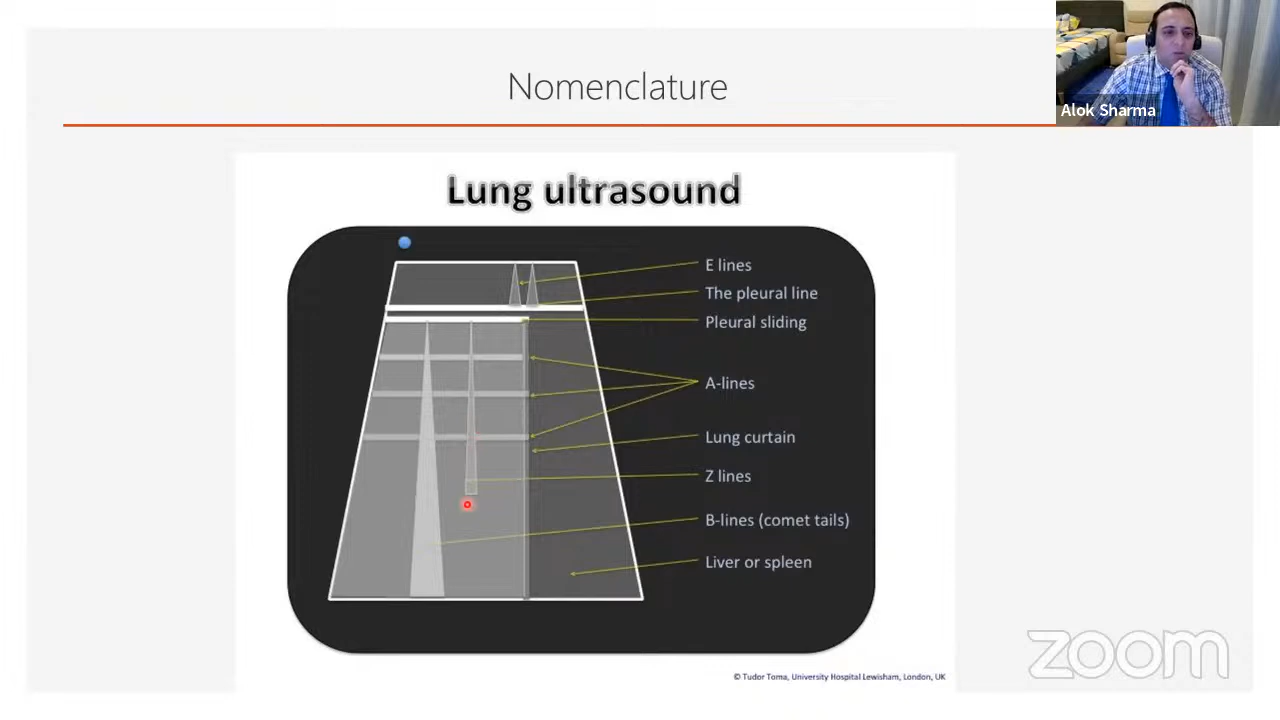 Nomenclature
Alok Sharma
Lung ultrasound
E lines
The pleural line
Pleural sliding
A-lines
Lung curtain
Z lines
B-lines (comet tails)
Liver or spleen
© Tudor Toma, University Hospital Lewisham, London, UK
zoom